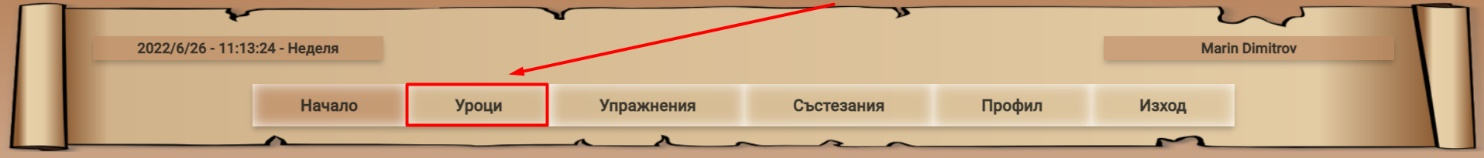 2022/6/26 - 11:13:24 - Неделя
Marin Dimitrov
Начало Уроци Упражнения Състезания Профил Изход